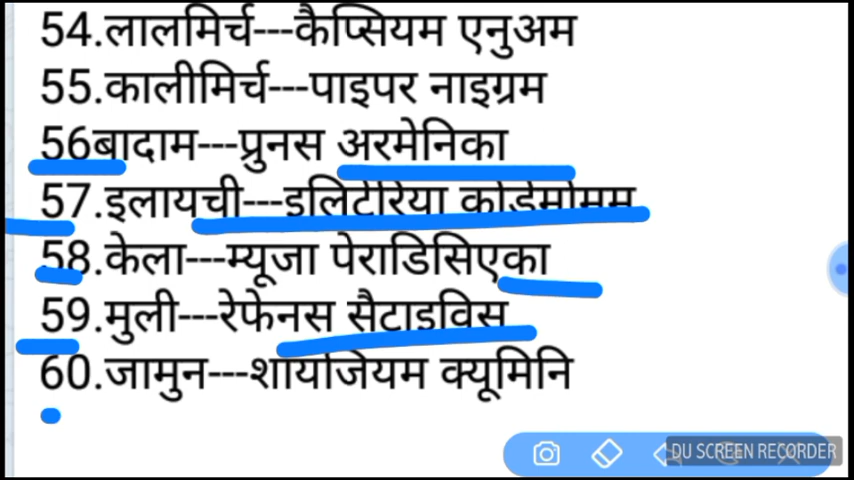 54.लालमिर्च---कैप्सियम एनुअम
55.कालीमिर्च---पाइपर नाइग्रम
56बादाम---प्रुनस अरमेनिका
57.इलायची---इलिटेरिया कोर्डमोमम
58.केला---म्यूजा पेराडिसिएका
59.मुली---रेफेनस सैटाइविस
60.जामुन---शायजियम क्यूमिनि
DU SCREEN RECORDER